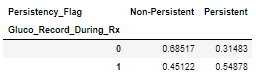 Persistency_Flag Non-Persistent Persistent
Gluco_Record_During_Rx
0 0.68517 0.31483
1 0.45122 0.54878